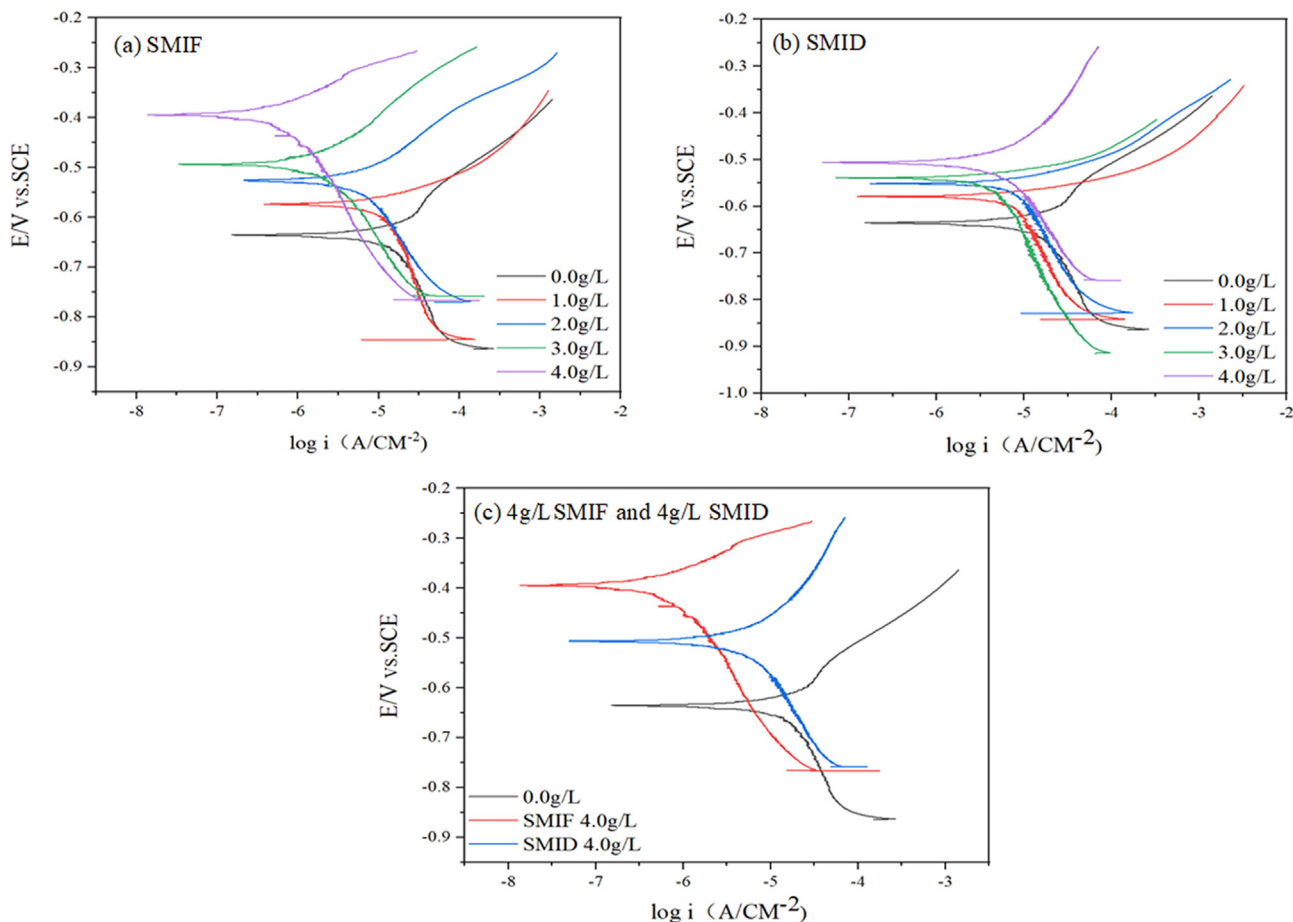 (a) SMIF
-0.2
-0.3
-0.4
-0.5
-0.6
-0.7
-0.8
-0.9
E/V vs.SCE
0.0g/L
1.0g/L
2.0g/L
3.0g/L
4.0g/L
-8 -7 -6 -5 -4 -3 -2
log i（A/CM-2)
(b) SMID
-0.2
-0.3
-0.4
-0.5
-0.6
-0.7
-0.8
-0.9
-1.0
E/V vs.SCE
0.0g/L
1.0g/L
2.0g/L
3.0g/L
4.0g/L
-8 -7 -6 -5 -4 -3 -2
log i（A/CM-2)
(c) 4g/L SMIF and 4g/L SMID
-0.2
-0.3
-0.4
-0.5
-0.6
-0.7
-0.8
-0.9
E/V vs.SCE
0.0g/L
SMIF 4.0g/L
SMID 4.0g/L
-8 -7 -6 -5 -4 -3
log i（A/CM-2)